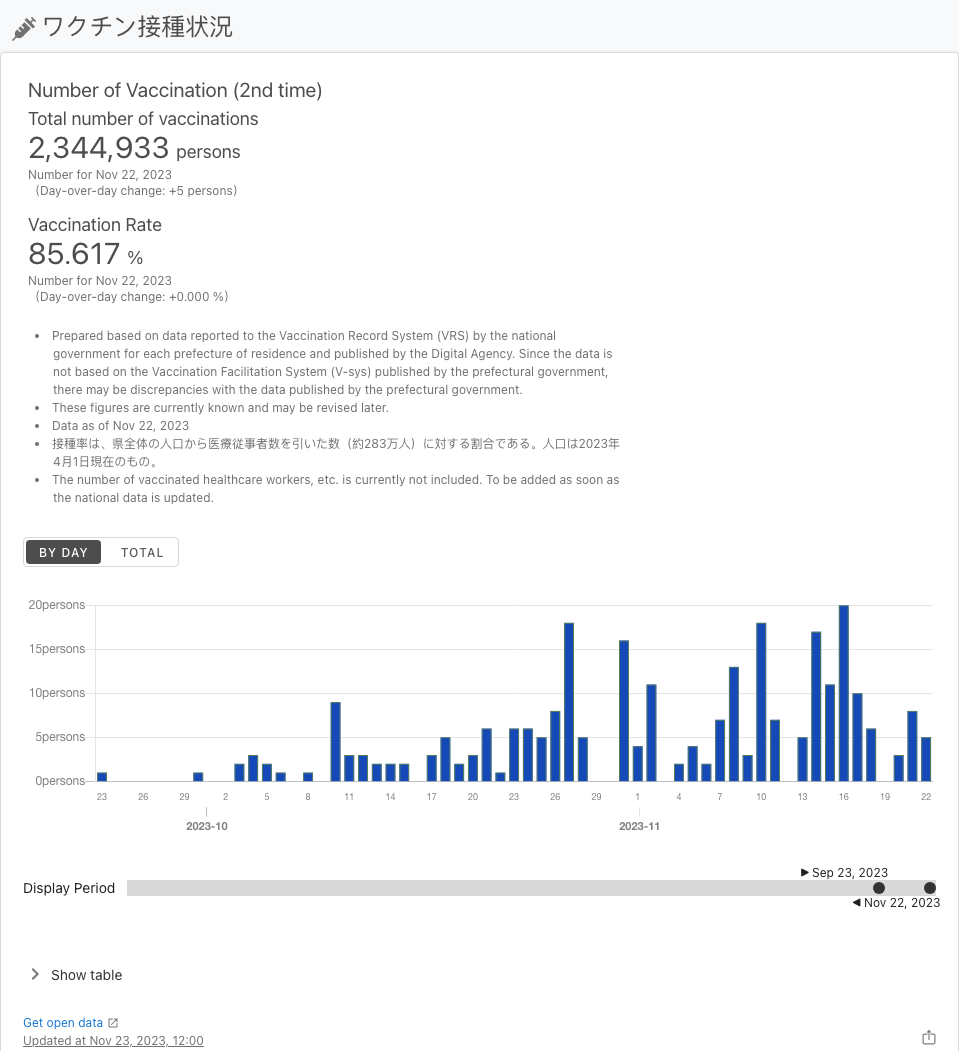 ワクチン接種状況
Number of Vaccination (2nd time)
Total number of vaccinations
2,344,933 persons
Number for Nov 22, 2023
(Day-over-day change: +5 persons)
Vaccination Rate
85.617 %
Number for Nov 22, 2023
(Day-over-day change: +0.000 %)
• Prepared based on data reported to the Vaccination Record System (VRS) by the national
government for each prefecture of residence and published by the Digital Agency. Since the data is
not based on the Vaccination Facilitation System (V-sys) published by the prefectural government,
there may be discrepancies with the data published by the prefectural government.
• These figures are currently known and may be revised later.
• Data as of Nov 22, 2023
• 接種率は、県全体の人口から医療従事者数を引いた数（約283万人）に対する割合である。人口は2023年
4月1日現在のもの。
• The number of vaccinated healthcare workers, etc. is currently not included. To be added as soon as
the national data is updated.
BY DAY TOTAL
20persons
15persons
10persons
5persons
0persons
23 26 29 2 5 8 11 14 17 20 23 26 29 1 4 7 10 13 16 19 22
2023-10 2023-11
Sep 23, 2023
Display Period
Nov 22, 2023
Show table
Get open data
Updated at Nov 23, 2023, 12:00